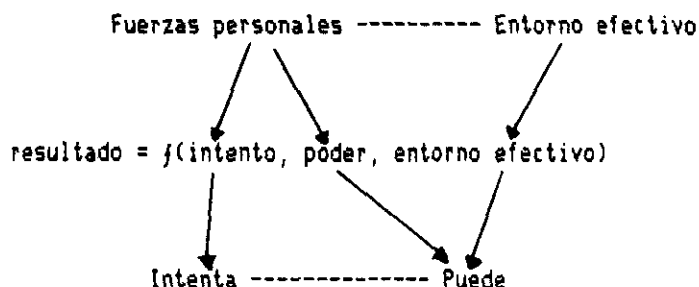 Fuerzas personales --------- Entorno efectivo
resultado = f(intento, poder, entorno efectivo)
Intenta --------------- Puede